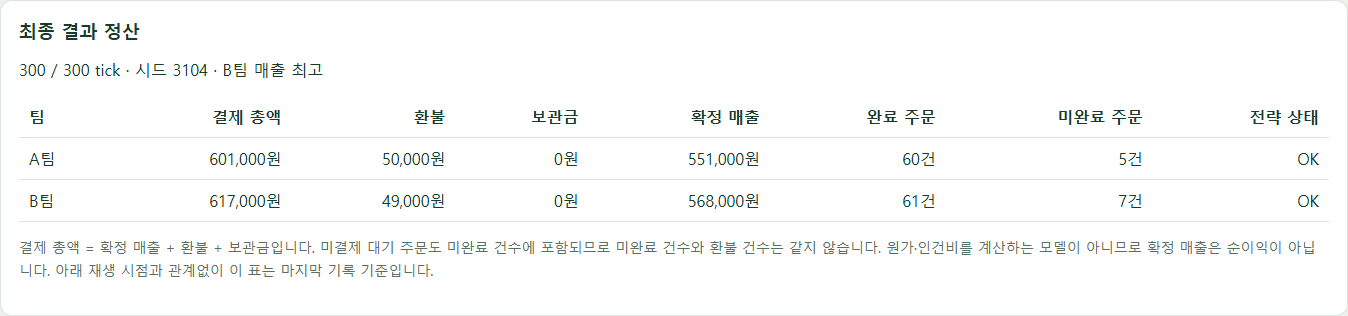 최종 결과 정산
300 / 300 tick · 시드 3104 · B팀 매출 최고
팀 결제 총액 환불 보관금 확정 매출 완료 주문 미완료 주문 전략 상태
A팀 601,000원 50,000원 0원 551,000원 60건 5건 OK
B팀 617,000원 49,000원 0원 568,000원 61건 7건 OK
결제 총액 = 확정 매출 + 환불 + 보관금입니다. 미결제 대기 주문도 미완료 건수에 포함되므로 미완료 건수와 환불 건수는 같지 않습니다. 원가·인건비를 계산하는 모델이 아니므로 확정 매출은 순이익이 아닙
니다. 아래 재생 시점과 관계없이 이 표는 마지막 기록 기준입니다.